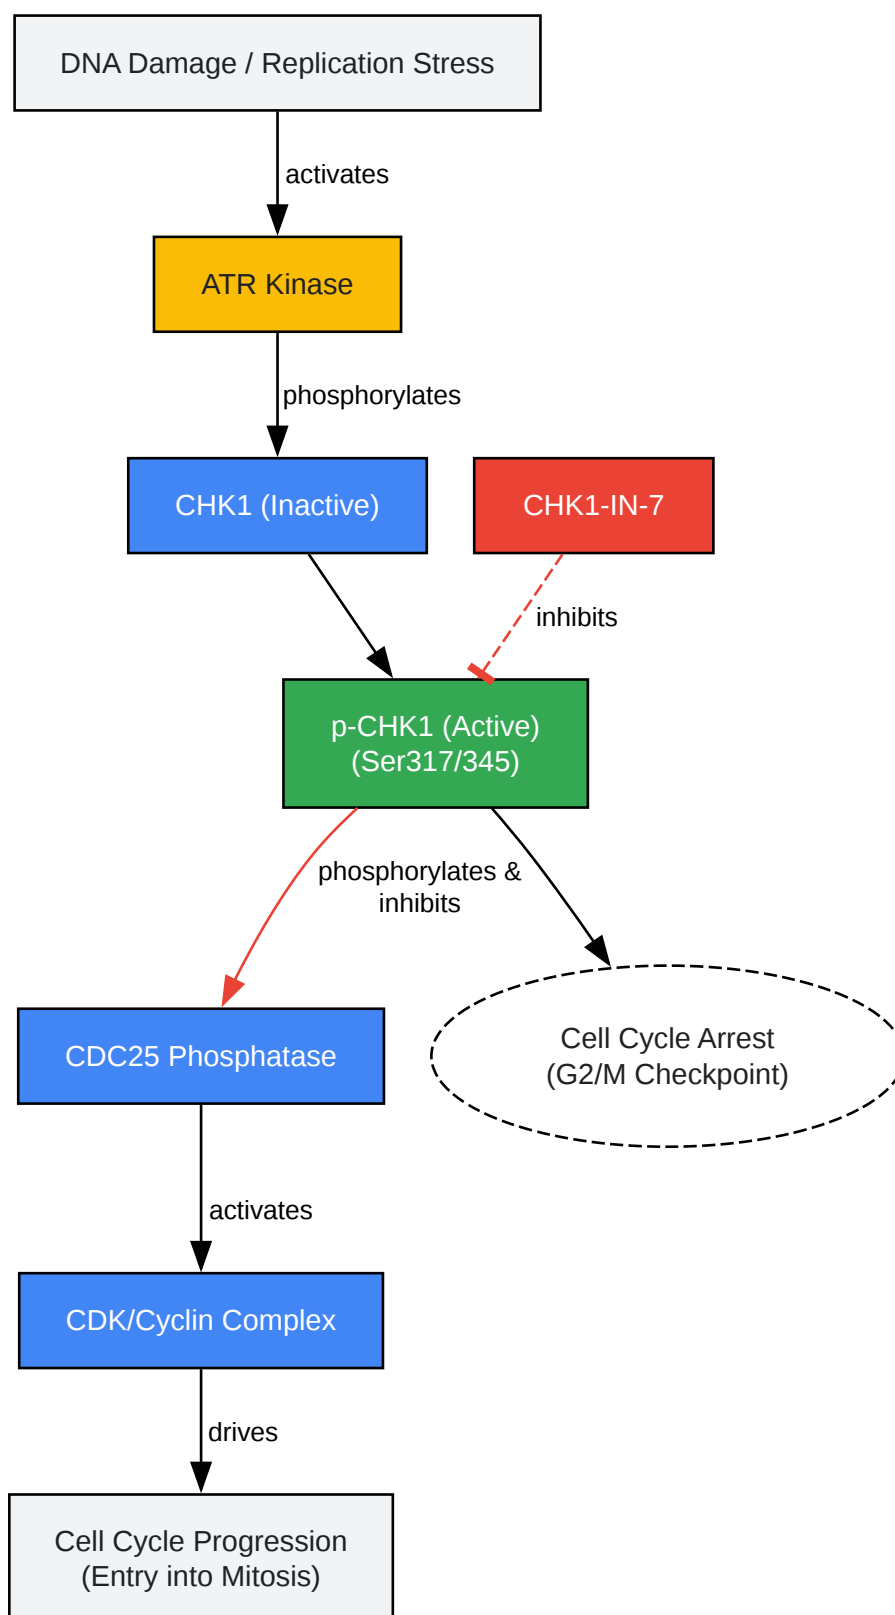 DNA Damage / Replication Stress
activates
ATR Kinase
phosphorylates
CHK1 (Inactive)
CHK1-IN-7
inhibits
p-CHK1 (Active)
(Ser317/345)
phosphorylates &
inhibits
CDC25 Phosphatase
Cell Cycle Arrest
(G2/M Checkpoint)
activates
CDK/Cyclin Complex
drives
Cell Cycle Progression
(Entry into Mitosis)